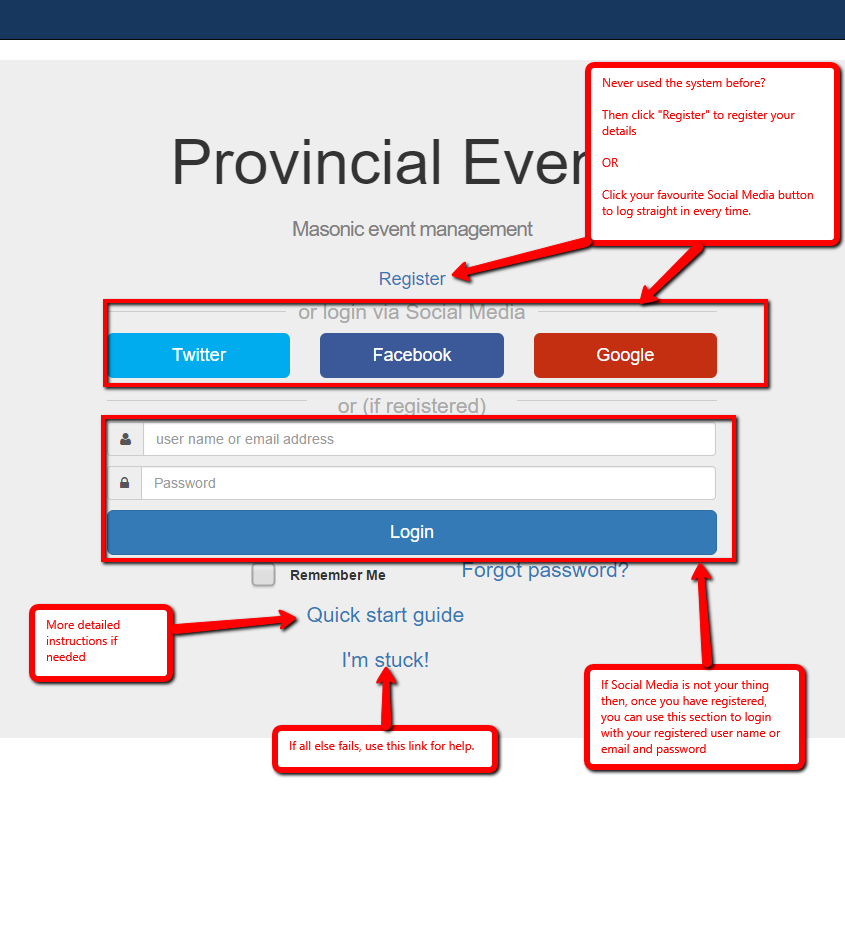 Never used the system before?
Then click "Register" to register your
details
OR
Click your favourite Social Media button
to log straight in every time.
Provincial Even
Masonic event management
Register
or login via Social Media
Twitter
Facebook
Google
or (if registered)
user name or email address
Password
Login
Remember Me
Forgot password?
Quick start guide
More detailed
instructions if
needed
I'm stuck!
If Social Media is not your thing
then, once you have registered,
you can use this section to login
with your registered user name or
email and password
If all else fails, use this link for help.